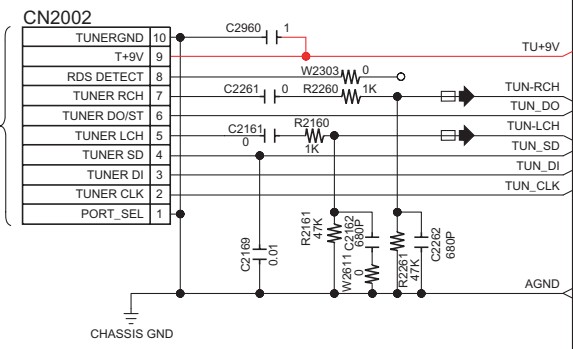 CN2002
TUNERGND 10
C2960 1
T+9V 9
TU+9V
RDS DETECT 8
W2303 0
TUNER RCH 7
C2261 0 R2260 1K
TUN-RCH
TUNER DO/ST 6
TUN_DO
TUNER LCH 5
C2161 0
R2160 1K
TUN-LCH
TUNER SD 4
TUN_SD
TUNER DI 3
TUN_DI
TUNER CLK 2
TUN_CLK
PORT_SEL 1
C2169 0.01
R2161 47K
C2162 680P
W2611 0
R2261 47K
C2262 680P
AGND
CHASSIS GND